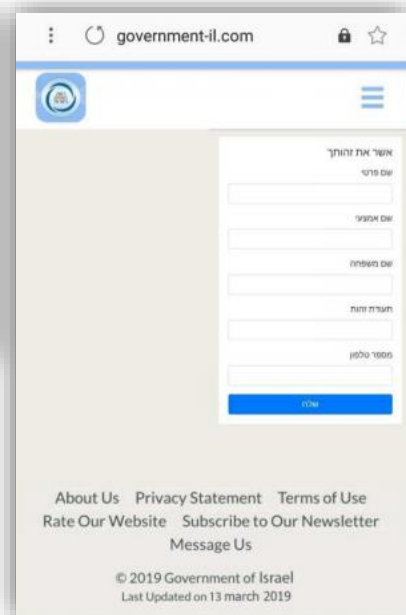 government-il.com
אשר את זהותך
שם פרטי
שם אמצעי
שם משפחה
תעודת זהות
מספר טלפון
שלח
About Us Privacy Statement Terms of Use
Rate Our Website Subscribe to Our Newsletter
Message Us
© 2019 Government of Israel
Last Updated on 13 march 2019